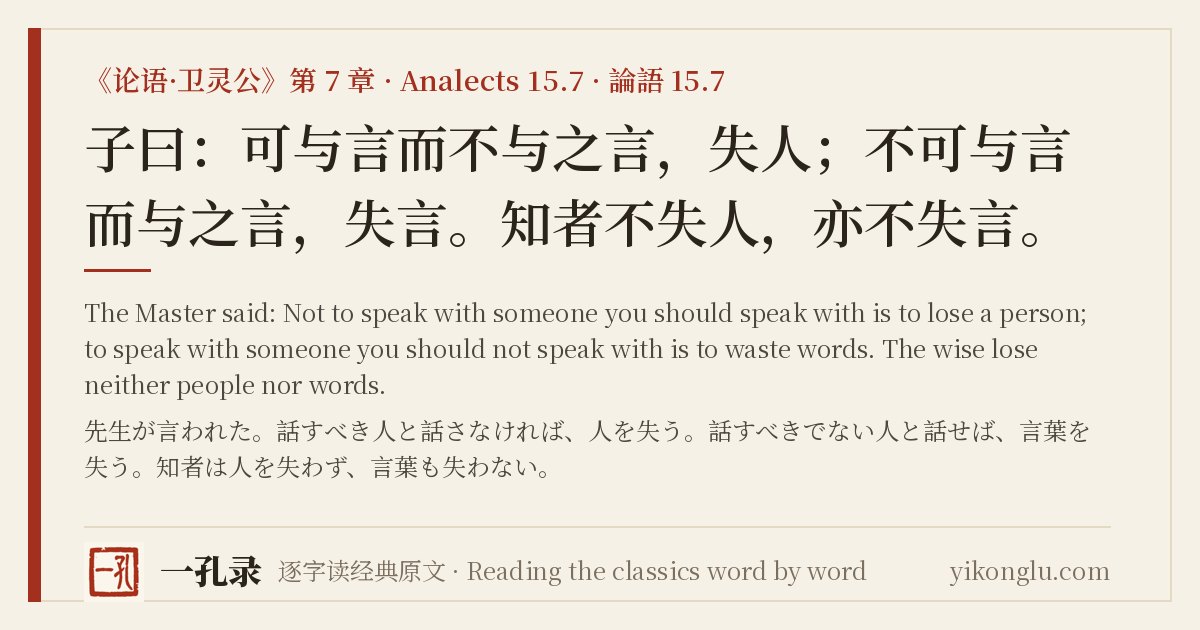 《论语·卫灵公》第 7 章 · Analects 15.7 · 論語 15.7
子曰：可与言而不与之言，失人；不可与言
而与之言，失言。知者不失人，亦不失言。
The Master said: Not to speak with someone you should speak with is to lose a person;
to speak with someone you should not speak with is to waste words. The wise lose
neither people nor words.
先生が言われた。話すべき人と話さなければ、人を失う。話すべきでない人と話せば、言葉を
失う。知者は人を失わず、言葉も失わない。
一孔
一孔录 逐字读经典原文 · Reading the classics word by word yikonglu.com